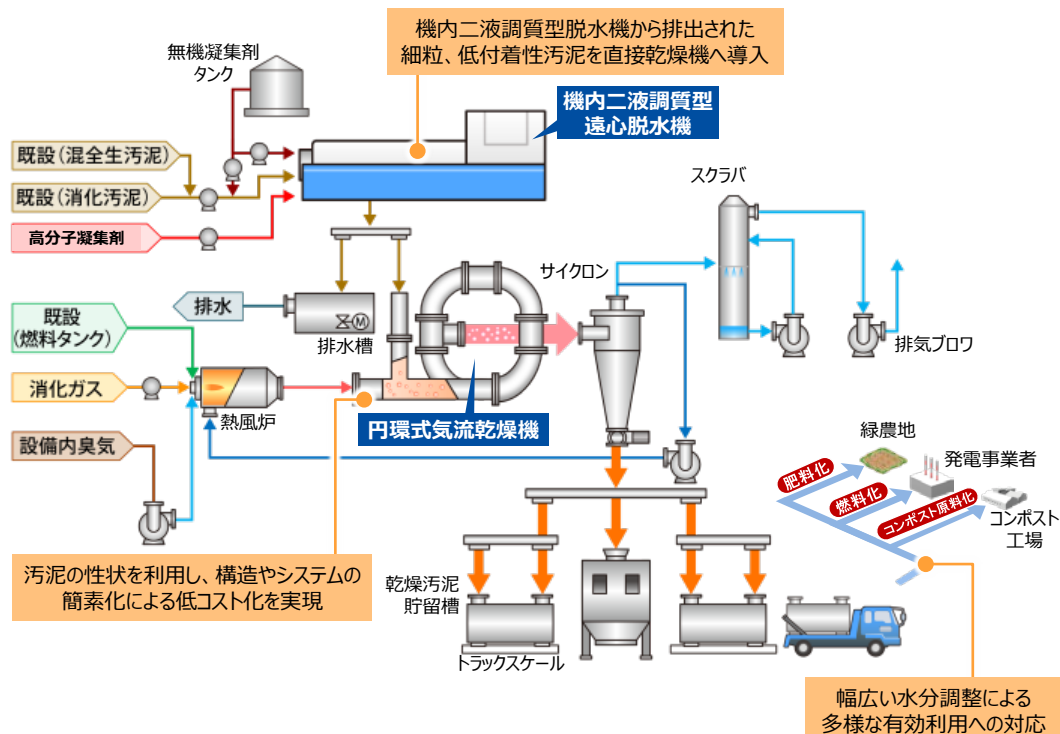 機内二液調質型脱水機から排出された
細粒、低付着性汚泥を直接乾燥機へ導入
無機凝集剤
タンク
機内二液調質型
遠心脱水機
既設(混全生汚泥)
既設(消化汚泥)
高分子凝集剤
スクラバ
サイクロン
排水
M
排水槽
既設
(燃料タンク)
消化ガス
熱風炉
円環式気流乾燥機
排気ブロワ
設備内臭気
緑農地
発電事業者
肥料化
燃料化
コンポスト原料化
コンポスト
工場
汚泥の性状を利用し、構造やシステムの
簡素化による低コスト化を実現
乾燥汚泥
貯留槽
トラックスケール
幅広い水分調整による
多様な有効利用への対応